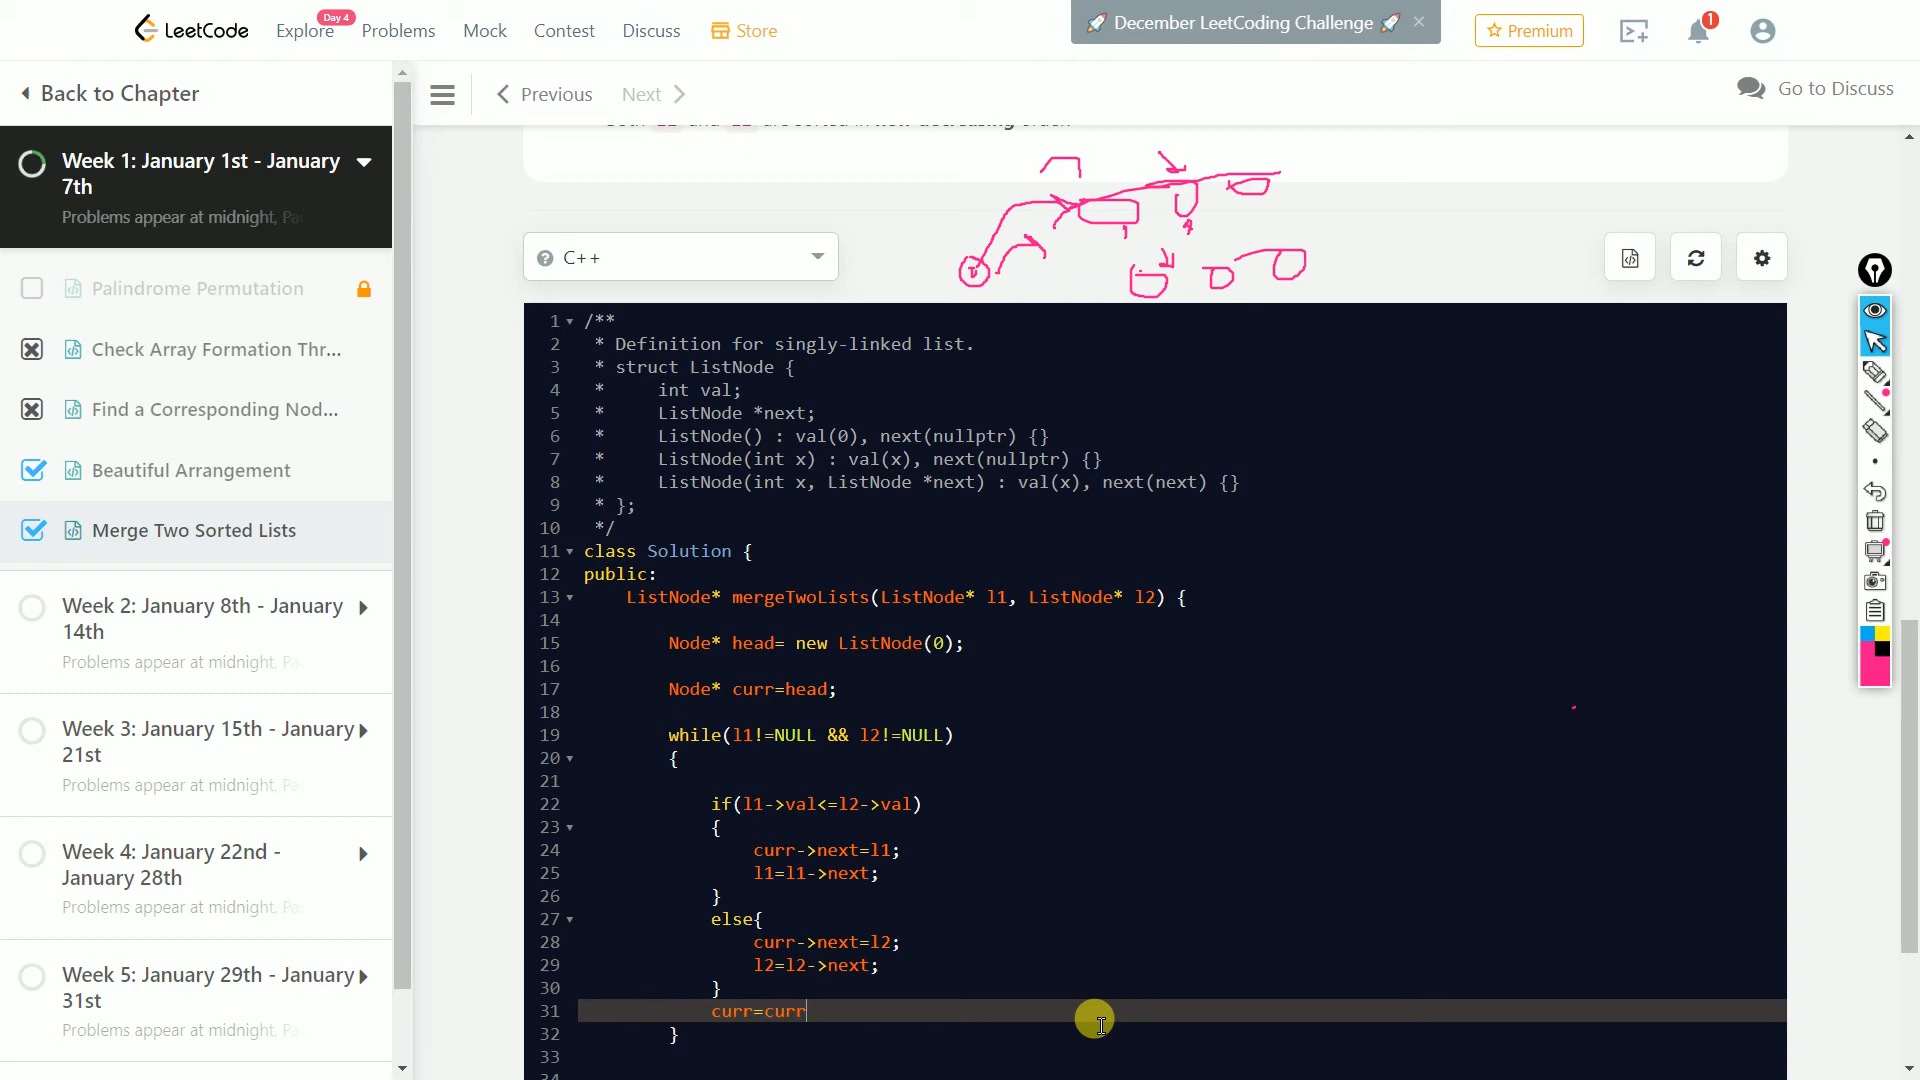 LeetCode
Explore
Day 4
Problems
Mock
Contest
Discuss
Store
🚀 December LeetCoding Challenge 🚀 ×
Premium
1
Back to Chapter
Previous
Next
Go to Discuss
Week 1: January 1st - January
7th
Problems appear at midnight, Pa
Palindrome Permutation
Check Array Formation Thr...
Find a Corresponding Nod...
Beautiful Arrangement
Merge Two Sorted Lists
Week 2: January 8th - January
14th
Problems appear at midnight, Pa
Week 3: January 15th - January
21st
Problems appear at midnight, Pa
Week 4: January 22nd -
January 28th
Problems appear at midnight, Pa
Week 5: January 29th - January
31st
Problems appear at midnight, Pa
C++
1 /**
2 * Definition for singly-linked list.
3 * struct ListNode {
4 * int val;
5 * ListNode *next;
6 * ListNode() : val(0), next(nullptr) {}
7 * ListNode(int x) : val(x), next(nullptr) {}
8 * ListNode(int x, ListNode *next) : val(x), next(next) {}
9 * };
10 */
11 class Solution {
12 public:
13 ListNode* mergeTwoLists(ListNode* l1, ListNode* l2) {
14
15 Node* head= new ListNode(0);
16
17 Node* curr=head;
18
19 while(l1!=NULL && l2!=NULL)
20 {
21
22 if(l1->val<=l2->val)
23 {
24 curr->next=l1;
25 l1=l1->next;
26 }
27 else{
28 curr->next=l2;
29 l2=l2->next;
30 }
31 curr=curr
32 }
33
34